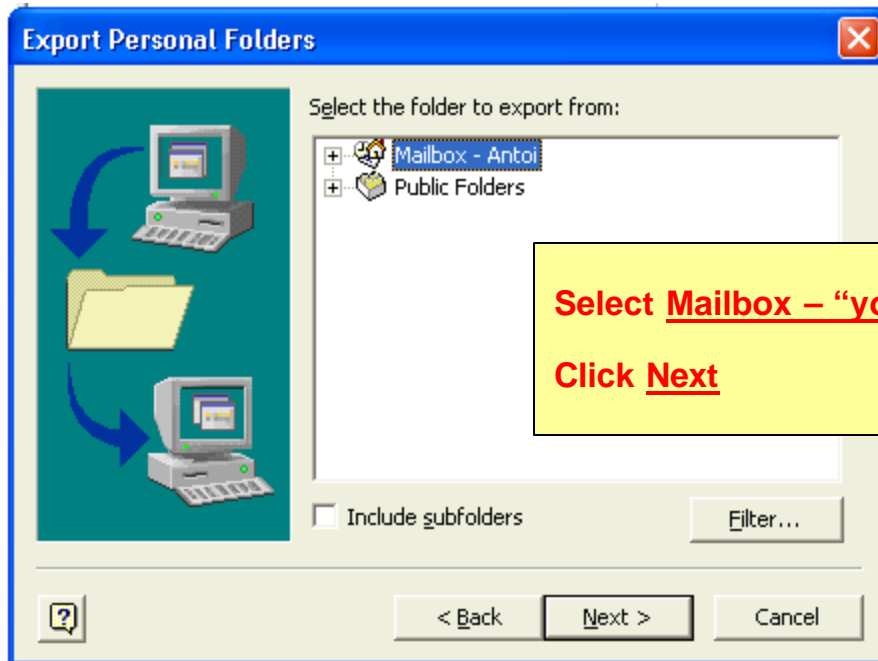 Export Personal Folders
Select the folder to export from:
Mailbox - Antoi
Public Folders
Select Mailbox – “yo
Click Next
Include subfolders
Filter...
< Back
Next >
Cancel